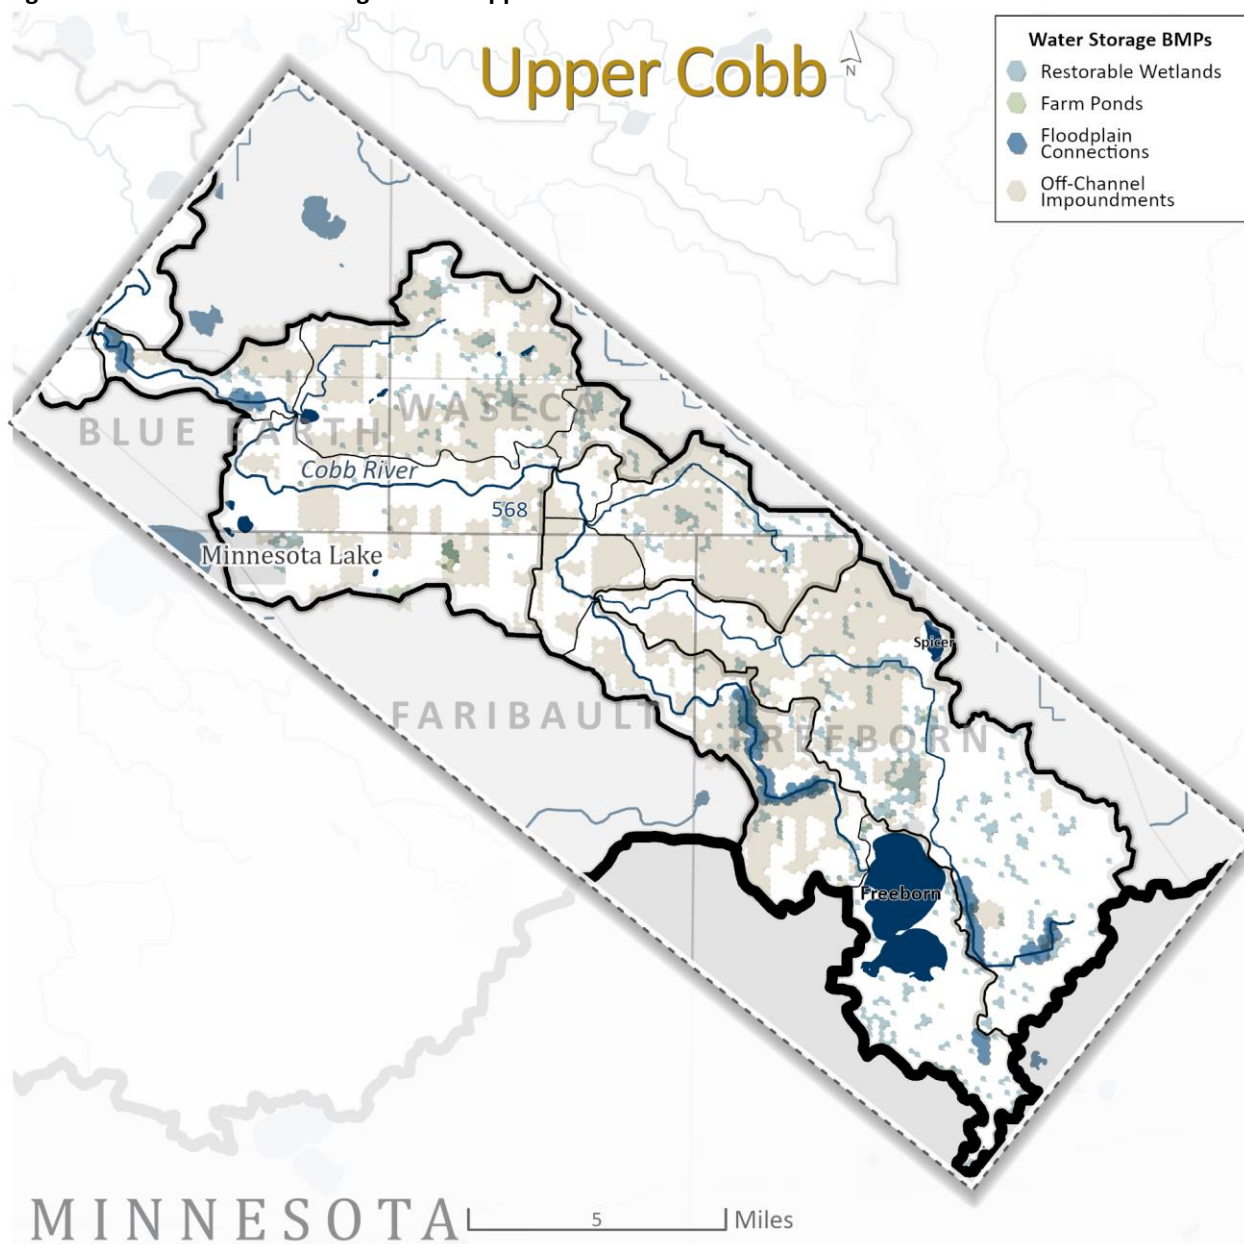 Upper Cobb
N
Water Storage BMPs
Restorable Wetlands
Farm Ponds
Floodplain
Connections
Off-Channel
Impoundments
WASECA
BLUE EARTH
Cobb River
568
Minnesota Lake
Spicer
FARIBAULT
FREEBORN
Freeborn
MINNESOTA
5
Miles